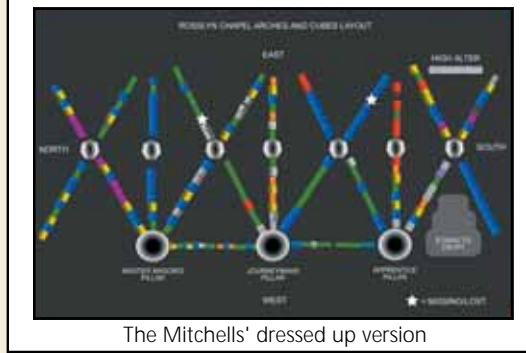 ROSSLYN CHAPEL ARCHES AND CUBES LAYOUT
EAST
HIGH ALTER
NORTH
SOUTH
MASTER MASONS PILLAR
JOURNEYMAN PILLAR
APPRENTICE PILLAR
WEST
= MISSING/LOST
The Mitchells' dressed up version